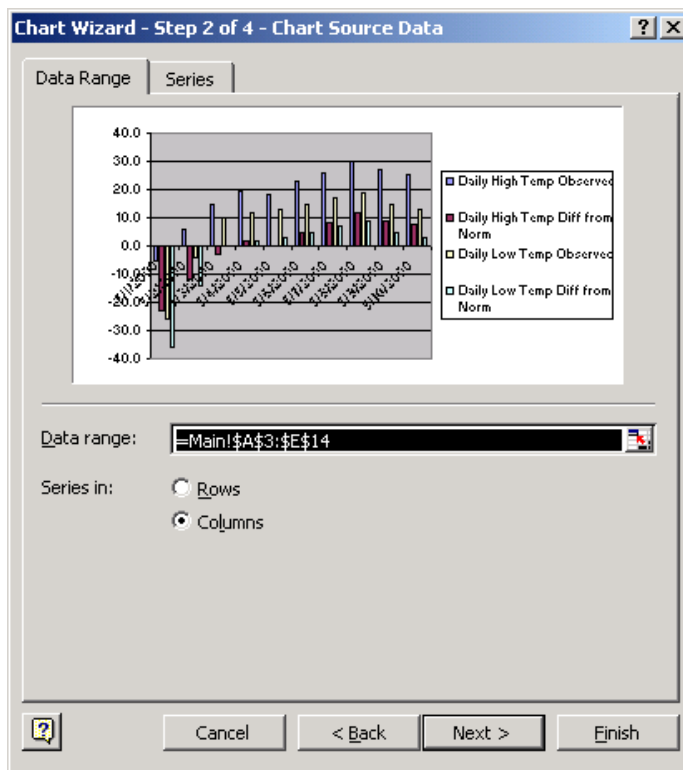 Chart Wizard - Step 2 of 4 - Chart Source Data
Data Range
Series
40.0
30.0
20.0
10.0
0.0
-10.0
-20.0
-30.0
-40.0
Daily High Temp Observed
Daily High Temp Diff from
Norm
Daily Low Temp Observed
Daily Low Temp Diff from
Norm
Data range:
=Main!$A$3:$E$14
Series in:
Rows
Columns
Cancel
< Back
Next >
Finish